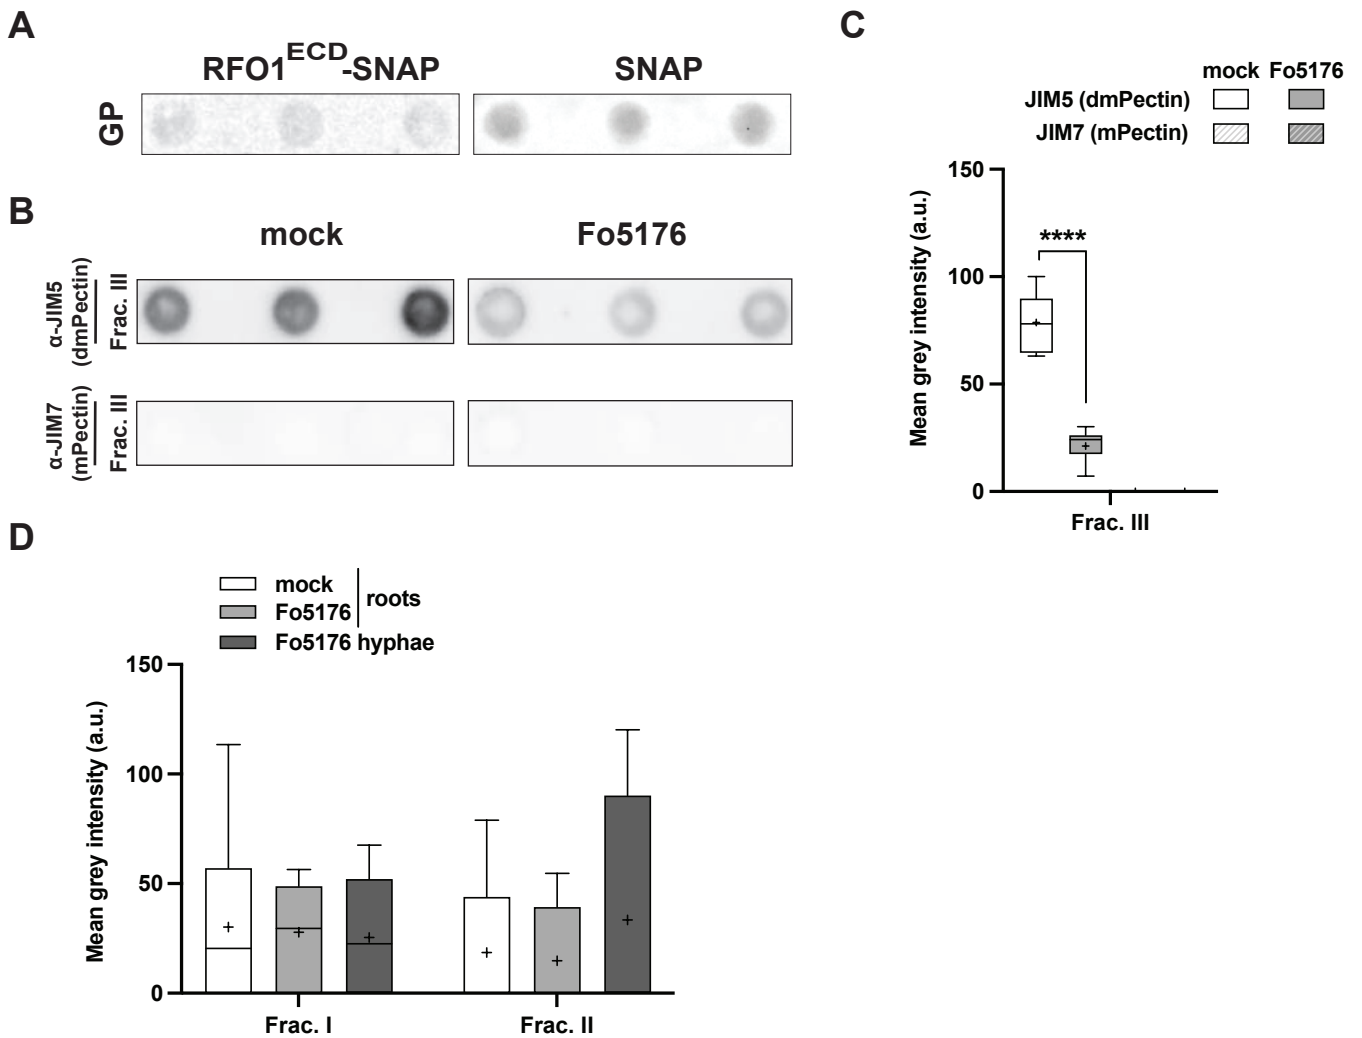 A
RFO1ECD-SNAP
SNAP
GP
B
mock
Fo5176
α-JIM5
(dmPectin)
Frac. III
α-JIM7
(mPectin)
Frac. III
C
mock Fo5176
JIM5 (dmPectin)
JIM7 (mPectin)
Mean grey intensity (a.u.)
150
100
50
0
****
Frac. III
D
mock
Fo5176
roots
Fo5176 hyphae
Mean grey intensity (a.u.)
150
100
50
0
Frac. I
Frac. II